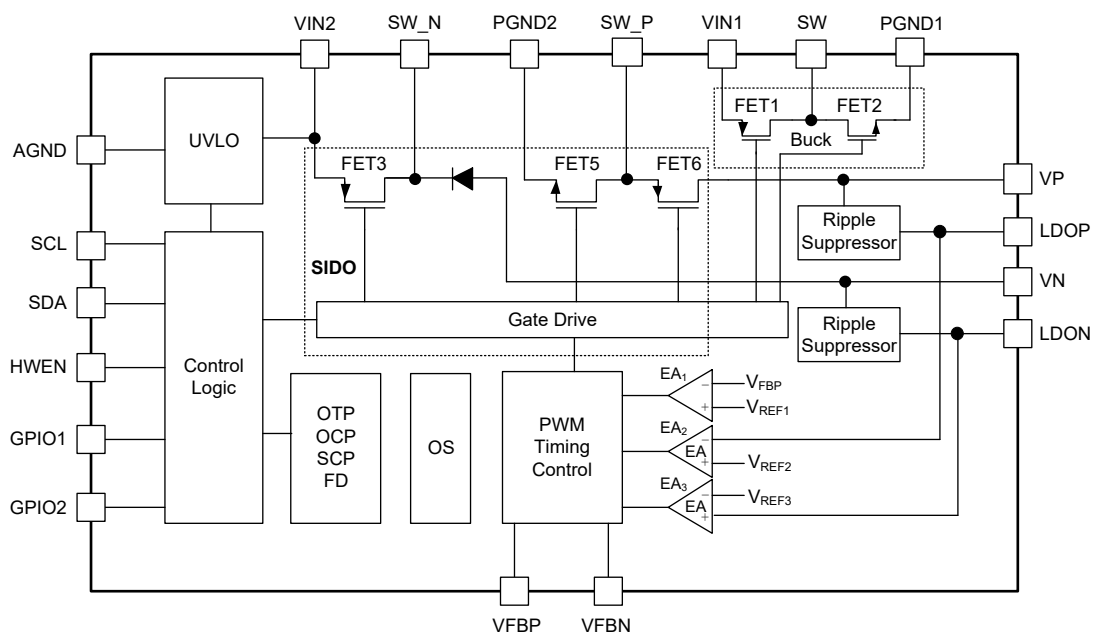 VIN2
SW_N
PGND2
SW_P
VIN1
SW
PGND1
AGND
SCL
SDA
HWEN
GPIO1
GPIO2
UVLO
Control
Logic
OTP
OCP
SCP
FD
OS
FET3
FET5
FET6
SIDO
Gate Drive
FET1
FET2
Buck
Ripple
Suppressor
Ripple
Suppressor
VP
LDOP
VN
LDON
PWM
Timing
Control
EA1
−
+
VFBP
VREF1
EA2
EA
−
+
VREF2
EA3
EA
−
+
VREF3
VFBP
VFBN